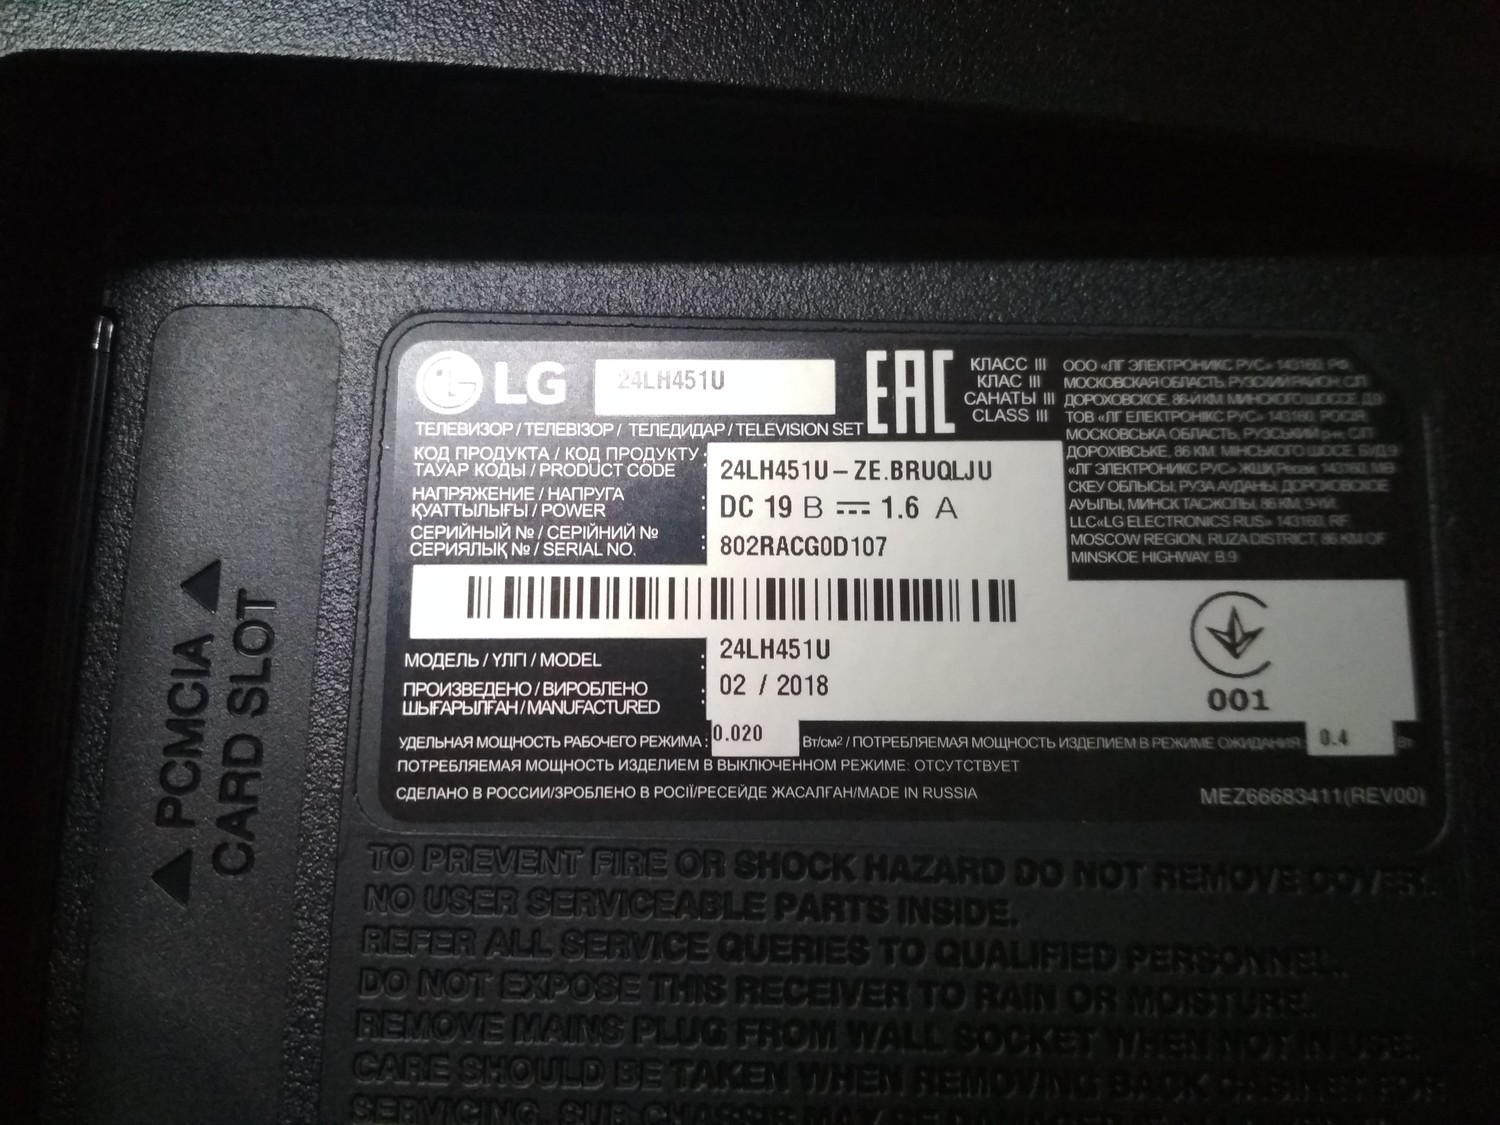 LG 24LH451U
EAC
КЛАСС III
КЛАС III
САНАТЫ III
CLASS III
ТЕЛЕВИЗОР / ТЕЛЕВІЗОР / ТЕЛЕДИДАР / TELEVISION SET
КОД ПРОДУКТА / КОД ПРОДУКТУ :
ТАУАР КОДЫ / PRODUCT CODE
24LH451U-ZE.BRUQLJU
НАПРЯЖЕНИЕ / НАПРУГА :
ҚУАТТЫЛЫҒЫ / POWER
DC 19 В ⎓ 1.6 А
СЕРИЙНЫЙ № / СЕРІЙНИЙ №
СЕРИЯЛЫҚ № / SERIAL NO. :
802RACG0D107
ООО «ЛГ ЭЛЕКТРОНИКС РУС» 143160, РФ,
МОСКОВСКАЯ ОБЛАСТЬ, РУЗСКИЙ РАЙОН, С/П
ДОРОХОВСКОЕ, 86-Й КМ. МИНСКОГО ШОССЕ, Д.9
ТОВ «ЛГ ЕЛЕКТРОНІКС РУС» 143160, РОСІЯ,
МОСКОВСЬКА ОБЛАСТЬ, РУЗСЬКИЙ р-н, С/П
ДОРОХІВСЬКЕ, 86 КМ. МІНСЬКОГО ШОСЕ, БУД.9
«ЛГ ЭЛЕКТРОНИКС РУС» ЖШҚ Ресей, 143160, МӘ
СКЕУ ОБЛЫСЫ, РУЗА АУДАНЫ, ДОРОХОВСКОЕ
АУЫЛЫ, МИНСК ТАСЖОЛЫ, 86 КМ, 9-ҮЙ.
LLC«LG ELECTRONICS RUS» 143160, RF,
MOSCOW REGION, RUZA DISTRICT, 86 KM OF
MINSKOE HIGHWAY, B.9
МОДЕЛЬ / ҮЛГІ / MODEL : 24LH451U
ПРОИЗВЕДЕНО / ВИРОБЛЕНО :
ШЫҒАРЫЛҒАН / MANUFACTURED
02 / 2018
001
УДЕЛЬНАЯ МОЩНОСТЬ РАБОЧЕГО РЕЖИМА : 0.020 Вт/см² / ПОТРЕБЛЯЕМАЯ МОЩНОСТЬ ИЗДЕЛИЕМ В РЕЖИМЕ ОЖИДАНИЯ: 0.4 Вт
ПОТРЕБЛЯЕМАЯ МОЩНОСТЬ ИЗДЕЛИЕМ В ВЫКЛЮЧЕННОМ РЕЖИМЕ: ОТСУТСТВУЕТ
СДЕЛАНО В РОССИИ/ЗРОБЛЕНО В РОСІЇ/РЕСЕЙДЕ ЖАСАЛҒАН/MADE IN RUSSIA
MEZ66683411(REV00)
PCMCIA
CARD SLOT
TO PREVENT FIRE OR SHOCK HAZARD DO NOT REMOVE COVER.
NO USER SERVICEABLE PARTS INSIDE.
REFER ALL SERVICE QUERIES TO QUALIFIED PERSONNEL.
DO NOT EXPOSE THIS RECEIVER TO RAIN OR MOISTURE.
REMOVE MAINS PLUG FROM WALL SOCKET WHEN NOT IN USE.
CARE SHOULD BE TAKEN WHEN REMOVING BACK CABINET FOR
SERVICING. SUB CHASSIS MAY BE